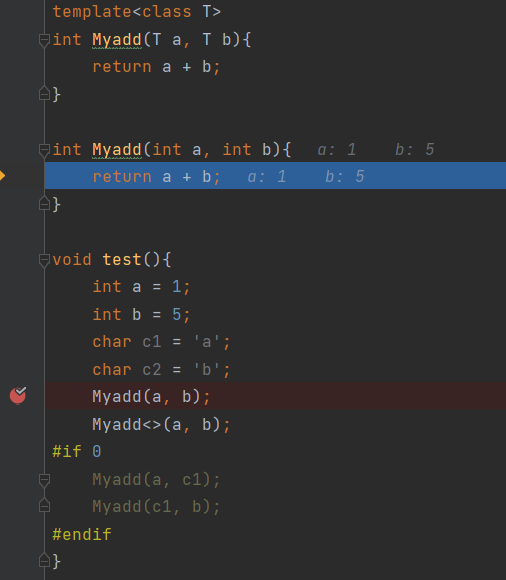 template<class T>
int Myadd(T a, T b){
    return a + b;
}
int Myadd(int a, int b){   a: 1    b: 5
    return a + b;   a: 1    b: 5
}
void test(){
    int a = 1;
    int b = 5;
    char c1 = 'a';
    char c2 = 'b';
    Myadd(a, b);
    Myadd<>(a, b);
#if 0
    Myadd(a, c1);
    Myadd(c1, b);
#endif
}